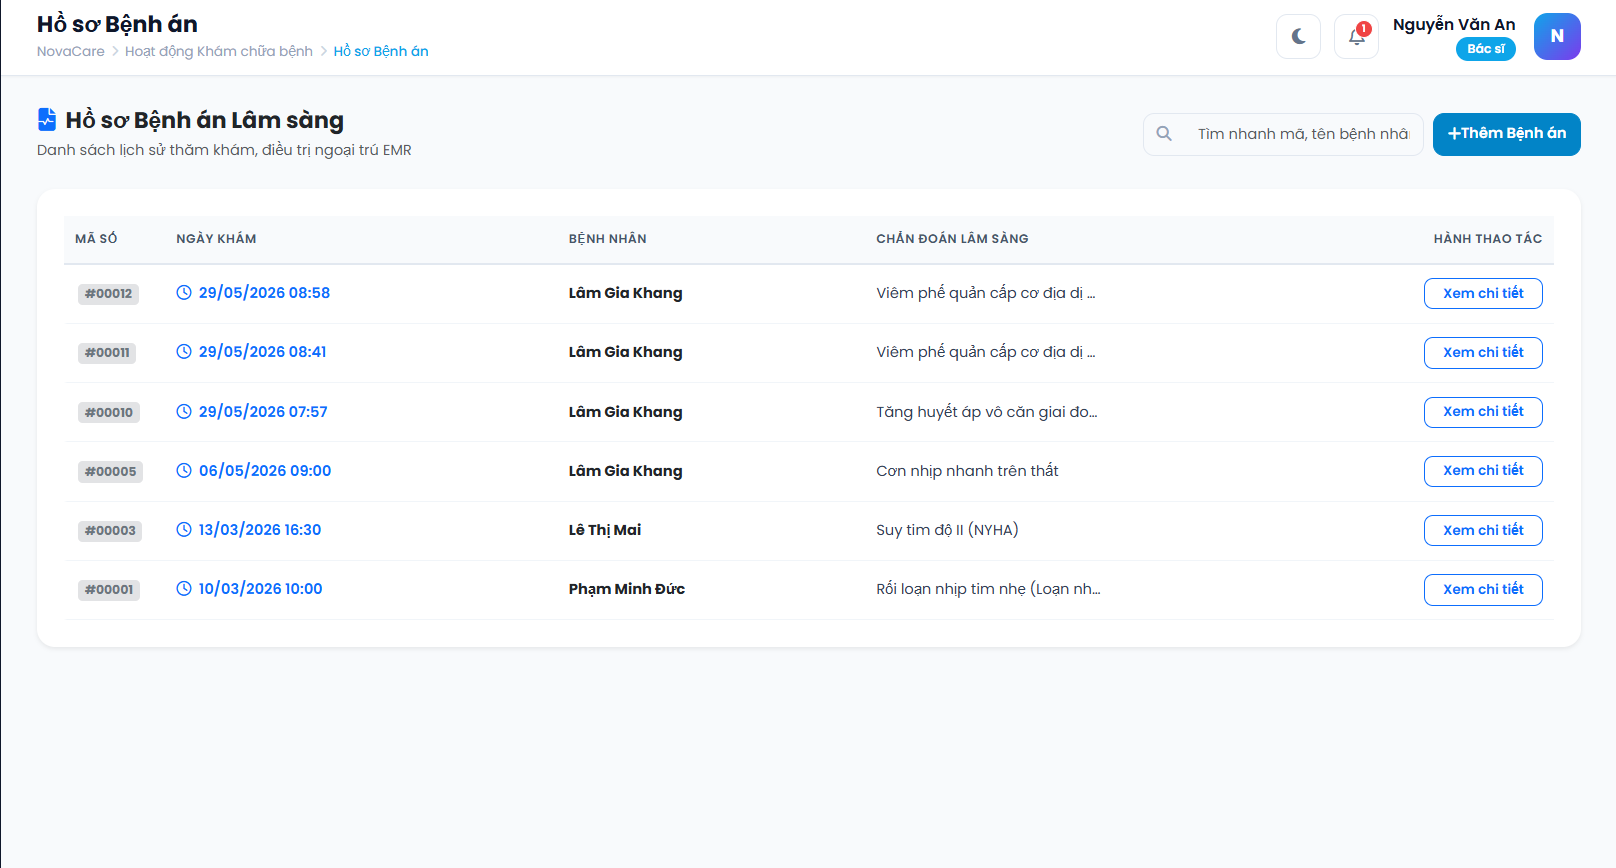 Hồ sơ Bệnh án
NovaCare > Hoạt động Khám chữa bệnh > Hồ sơ Bệnh án
1
Nguyễn Văn An
Bác sĩ
N
Hồ sơ Bệnh án Lâm sàng
Danh sách lịch sử thăm khám, điều trị ngoại trú EMR
Tìm nhanh mã, tên bệnh nhâ
+Thêm Bệnh án
MÃ SỐ NGÀY KHÁM BỆNH NHÂN CHẨN ĐOÁN LÂM SÀNG HÀNH THAO TÁC
#00012 29/05/2026 08:58 Lâm Gia Khang Viêm phế quản cấp cơ địa dị ... Xem chi tiết
#00011 29/05/2026 08:41 Lâm Gia Khang Viêm phế quản cấp cơ địa dị ... Xem chi tiết
#00010 29/05/2026 07:57 Lâm Gia Khang Tăng huyết áp vô căn giai đo... Xem chi tiết
#00005 06/05/2026 09:00 Lâm Gia Khang Cơn nhịp nhanh trên thất Xem chi tiết
#00003 13/03/2026 16:30 Lê Thị Mai Suy tim độ II (NYHA) Xem chi tiết
#00001 10/03/2026 10:00 Phạm Minh Đức Rối loạn nhịp tim nhẹ (Loạn nh... Xem chi tiết